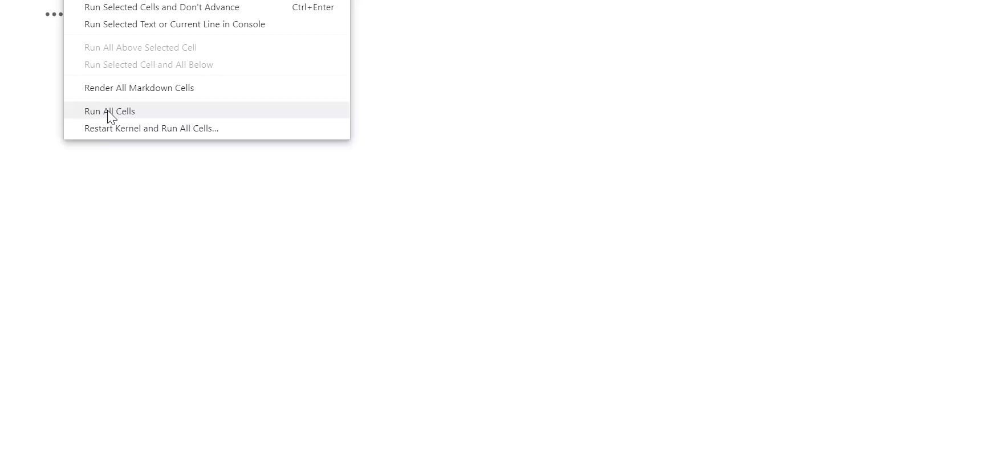 Run Selected Cells and Don't Advance Ctrl+Enter
Run Selected Text or Current Line in Console
Run All Above Selected Cell
Run Selected Cell and All Below
Render All Markdown Cells
Run All Cells
Restart Kernel and Run All Cells...